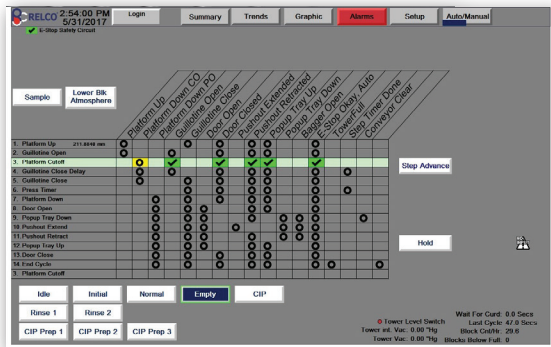 RELCO 2:54:00 PM
5/31/2017
Login
Summary
Trends
Graphic
Alarms
Setup
Auto/Manual
E-Stop Safety Circuit
Sample
Lower Blk
Atmosphere
Platform Up
Platform Down CO
Platform Down PO
Guillotine Open
Guillotine Close
Door Open
Door Closed
Pushout Extended
Pushout Retracted
Popup Tray Up
Popup Tray Down
Bagger Open
E.Stop Okay, Auto
TowerFull
Step Timer Done
Conveyor Clear
1. Platform Up 211.8848 mm
2. Guillotine Open
3. Platform Cutoff
4. Guillotine Close Delay
5. Guillotine Close
6. Press Timer
7. Platform Down
8. Door Open
9. Popup Tray Down
10. Pushout Extend
11. Pushout Retract
12 Popup Tray Up
13. Door Close
14. End Cycle
3. Platform Cutoff
Step Advance
Hold
Idle
Initial
Normal
Empty
CIP
Rinse 1
Rinse 2
CIP Prep 1
CIP Prep 2
CIP Prep 3
Wait For Curd: 0.0 Secs
Tower Level Switch Last Cycle 47.0 Secs
Tower int. Vac: 0.00 "Hg Block Cnt/Hr: 29.6
Tower Vac: 0.00 "Hg Blocks Below Full: 0